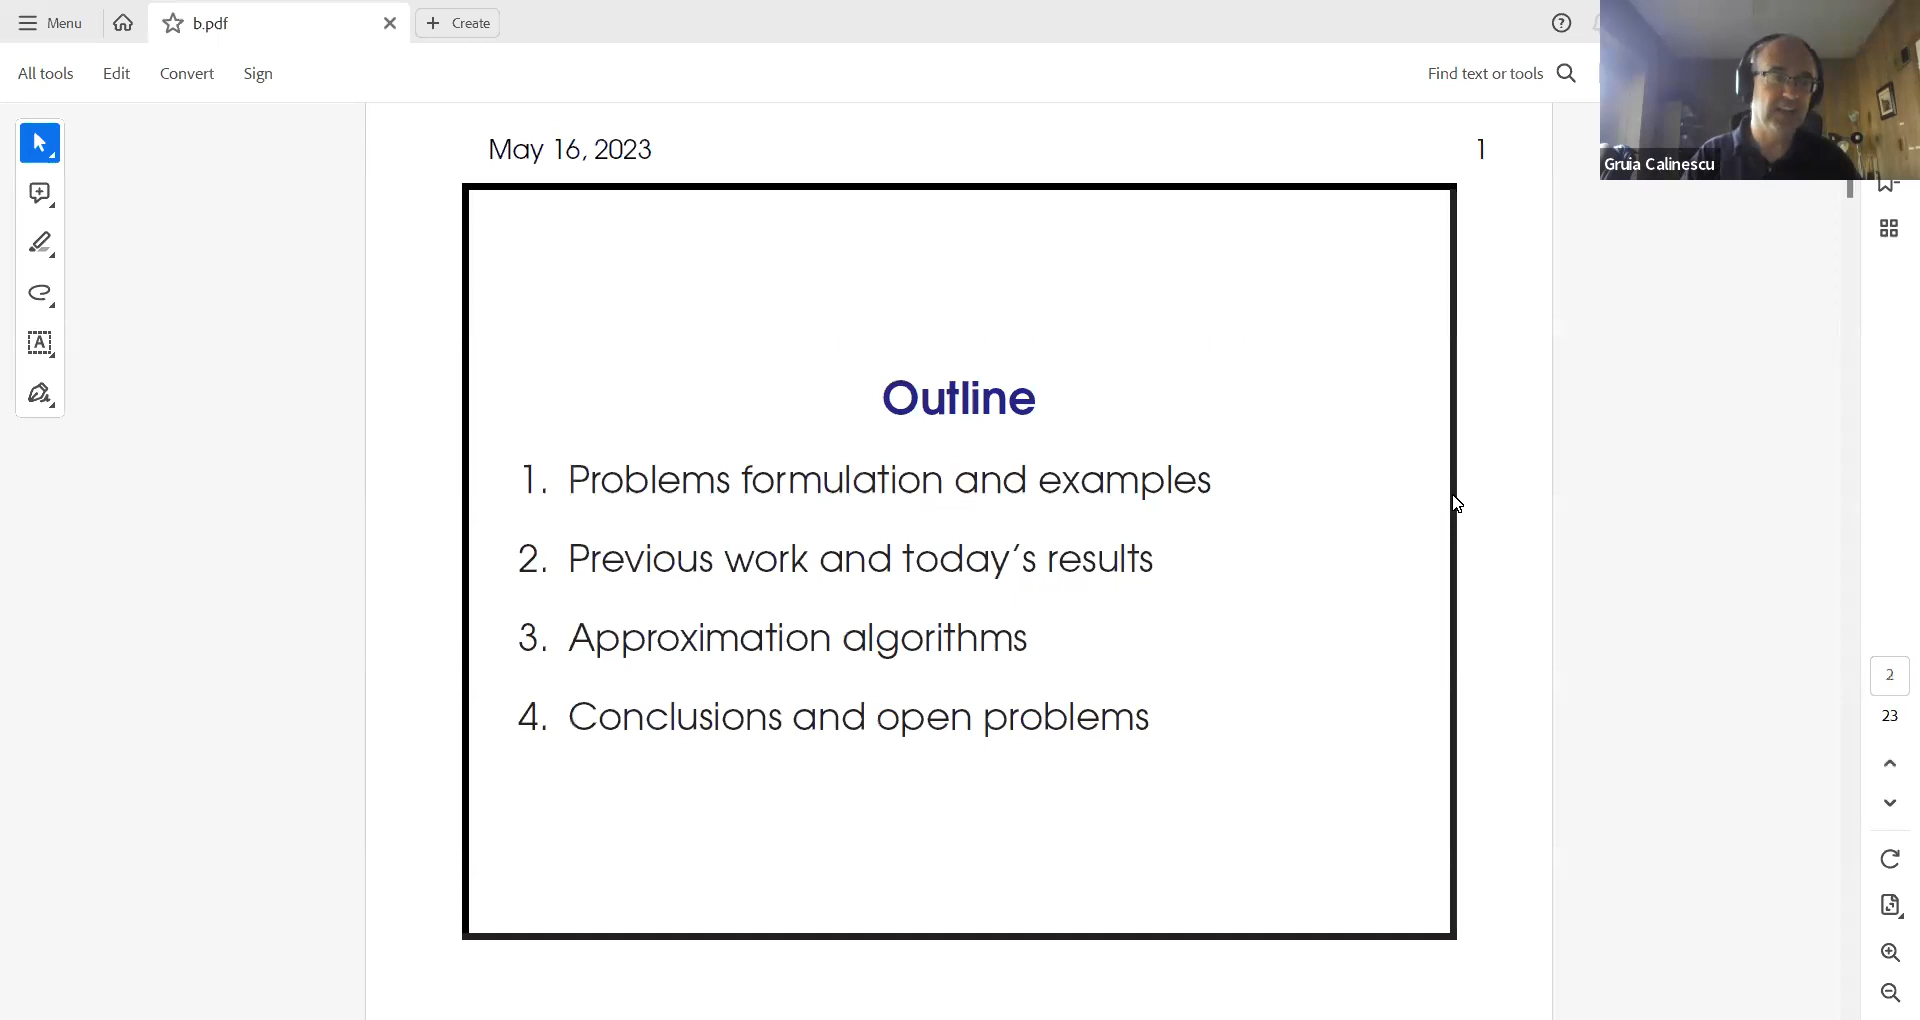 Menu
b.pdf
Create
All tools
Edit
Convert
Sign
Find text or tools
Gruia Calinescu
May 16, 2023
1
Outline
1. Problems formulation and examples
2. Previous work and today's results
3. Approximation algorithms
4. Conclusions and open problems
2
23